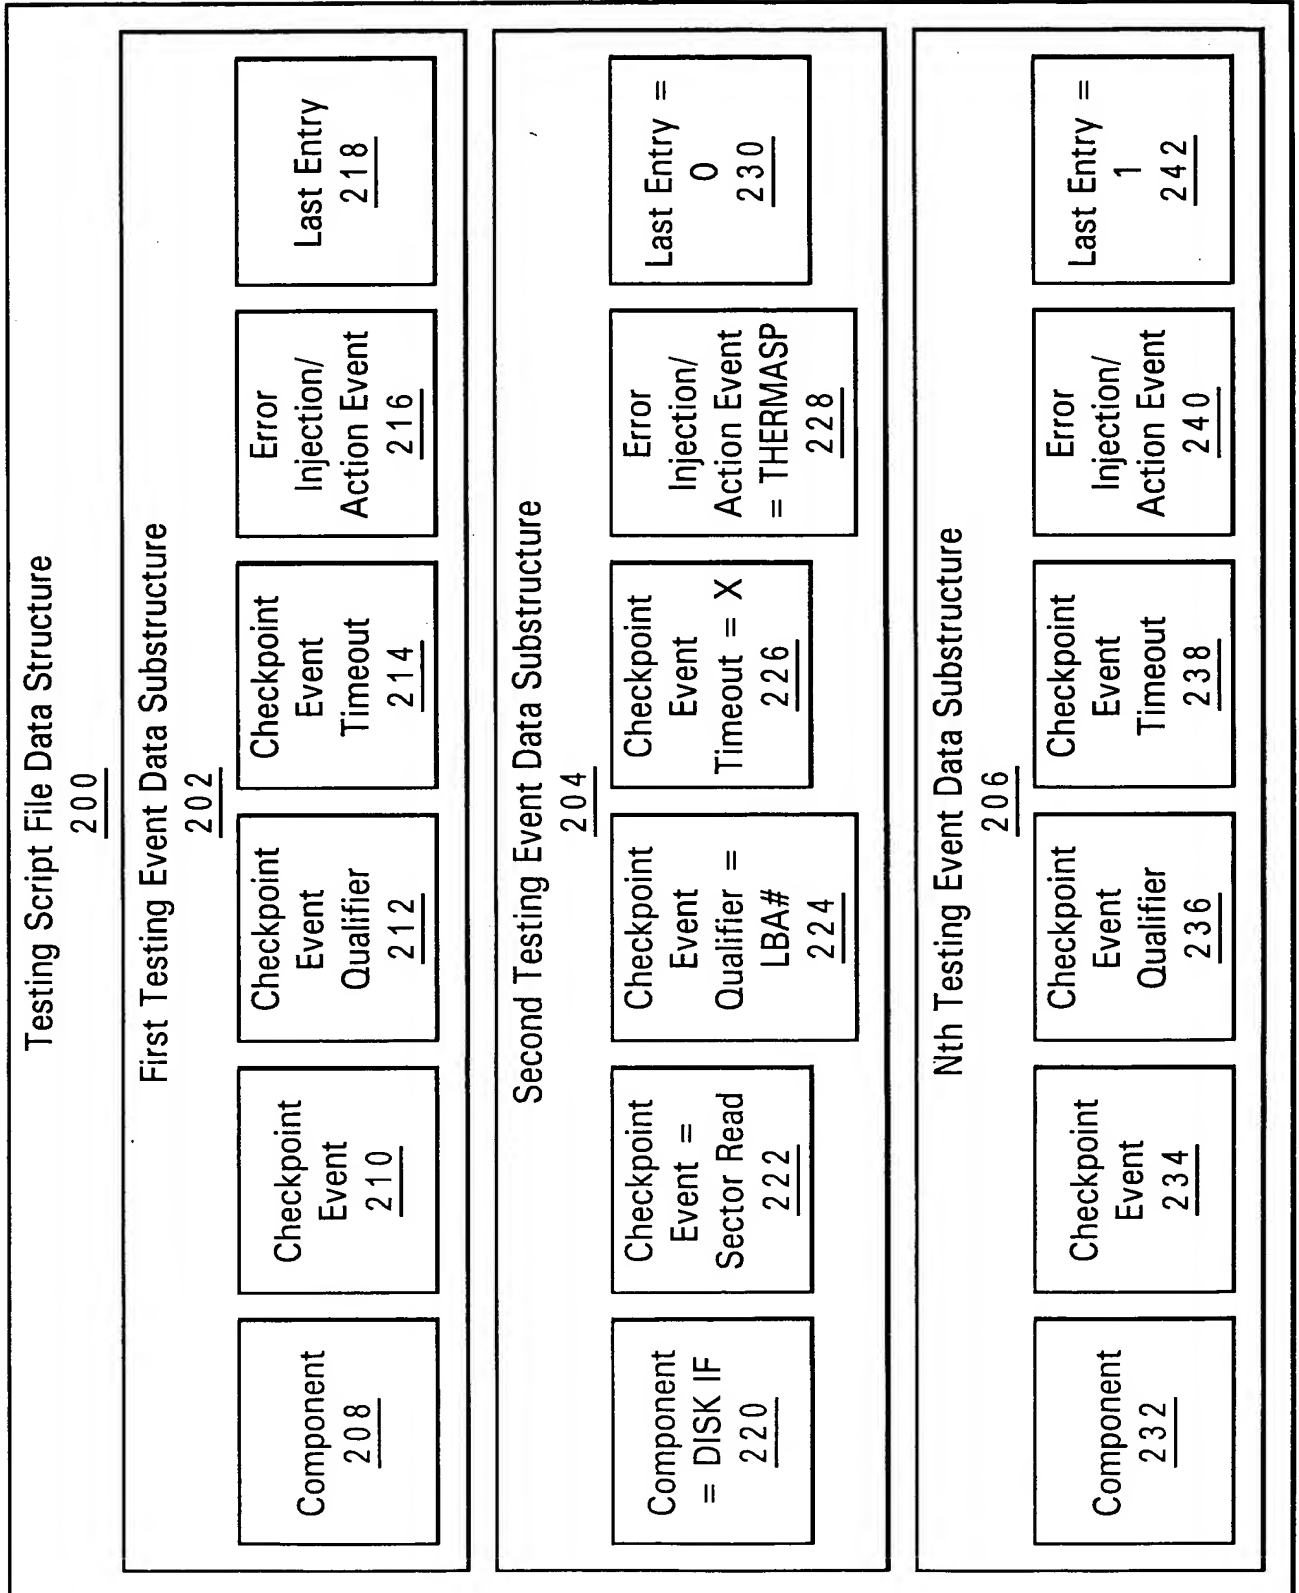 Testing Script File Data Structure
200
First Testing Event Data Substructure
202
Component
208
Checkpoint
Event
210
Checkpoint
Event
Qualifier
212
Checkpoint
Event
Timeout
214
Error
Injection/
Action Event
216
Last Entry
218
Second Testing Event Data Substructure
204
Component
= DISK IF
220
Checkpoint
Event =
Sector Read
222
Checkpoint
Event
Qualifier =
LBA#
224
Checkpoint
Event
Timeout = X
226
Error
Injection/
Action Event
= THERMASP
228
Last Entry =
0
230
Nth Testing Event Data Substructure
206
Component
232
Checkpoint
Event
234
Checkpoint
Event
Qualifier
236
Checkpoint
Event
Timeout
238
Error
Injection/
Action Event
240
Last Entry =
1
242